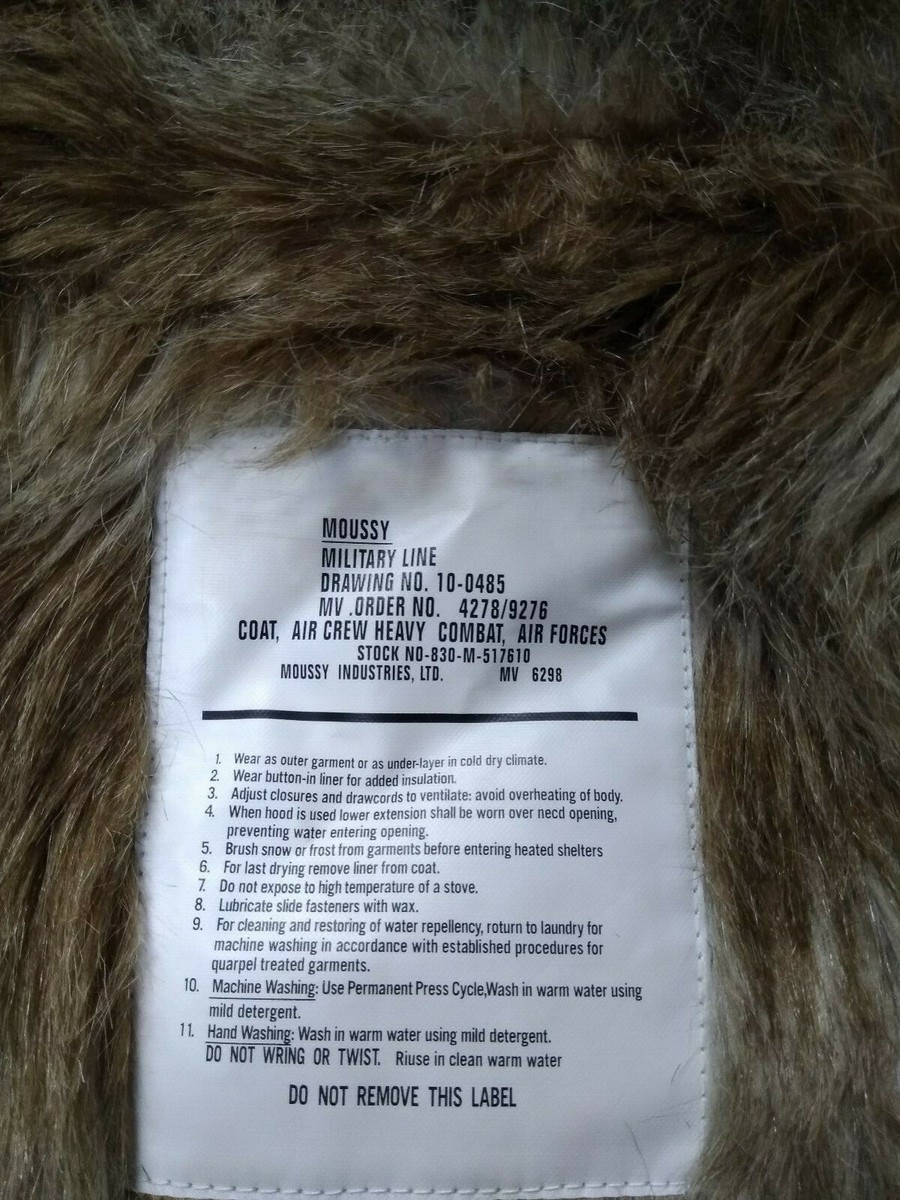 MOUSSY
MILITARY LINE
DRAWING NO. 10-0485
MV .ORDER NO. 4278/9276
COAT, AIR CREW HEAVY COMBAT, AIR FORCES
STOCK NO-830-M-517610
MOUSSY INDUSTRIES, LTD. MV 6298
1. Wear as outer garment or as under-layer in cold dry climate.
2. Wear button-in liner for added insulation.
3. Adjust closures and drawcords to ventilate: avoid overheating of body.
4. When hood is used lower extension shall be worn over necd opening,
preventing water entering opening.
5. Brush snow or frost from garments before entering heated shelters
6. For last drying remove liner from coat.
7. Do not expose to high temperature of a stove.
8. Lubricate slide fasteners with wax.
9. For cleaning and restoring of water repellency, return to laundry for
machine washing in accordance with established procedures for
quarpel treated garments.
10. Machine Washing: Use Permanent Press Cycle,Wash in warm water using
mild detergent.
11. Hand Washing: Wash in warm water using mild detergent.
DO NOT WRING OR TWIST. Riuse in clean warm water
DO NOT REMOVE THIS LABEL